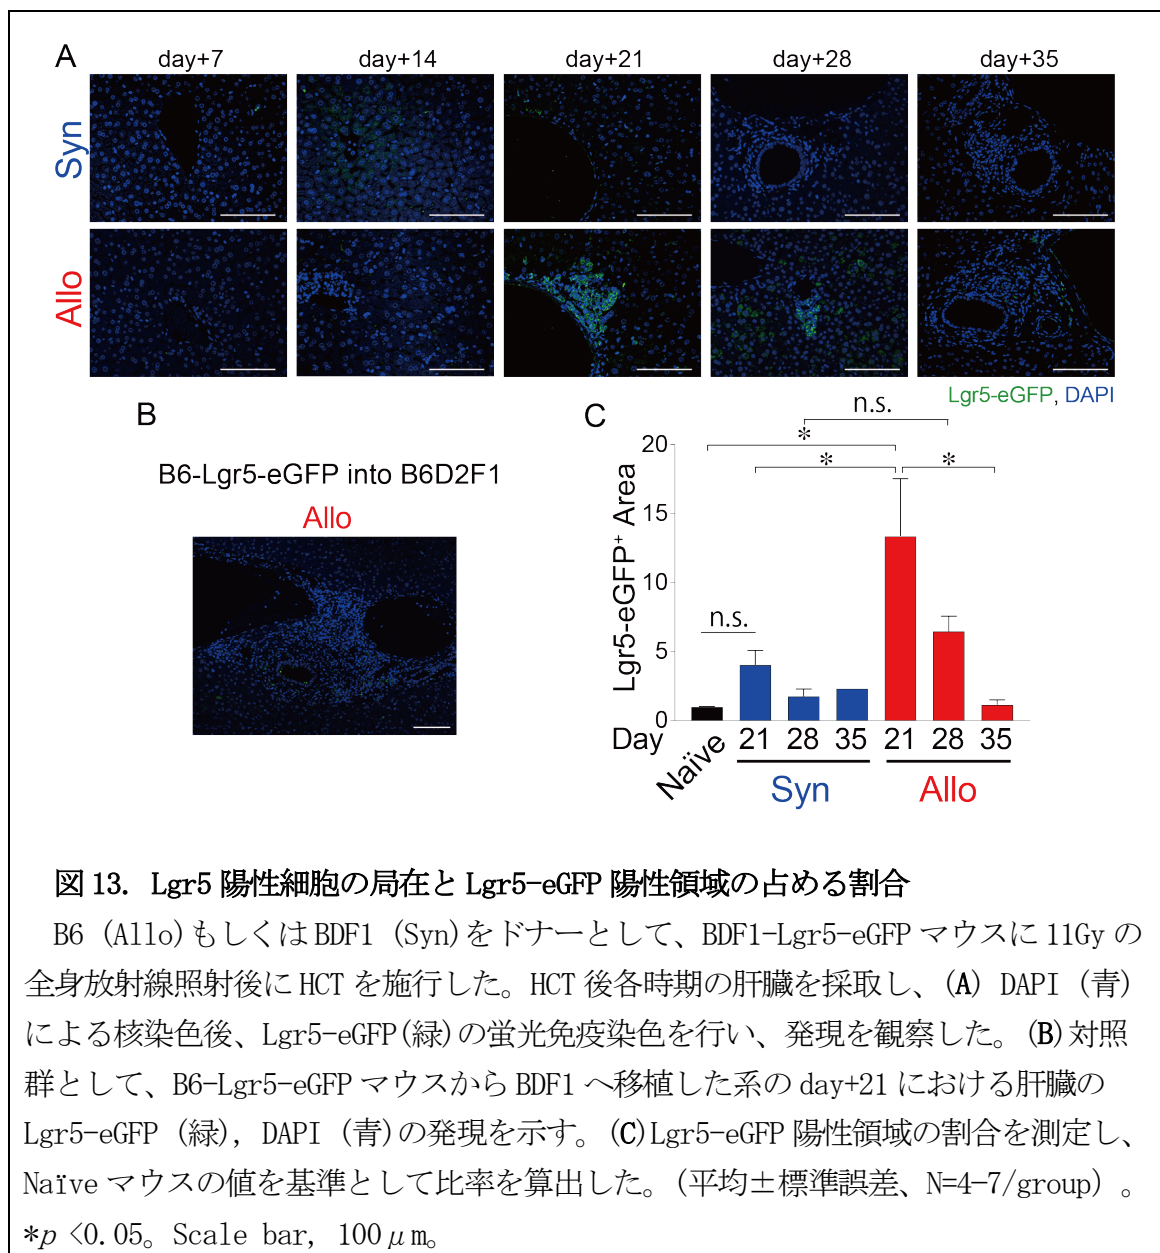 A
day+7 day+14 day+21 day+28 day+35
Syn
Allo
Lgr5-eGFP, DAPI
B
B6-Lgr5-eGFP into B6D2F1
Allo
C
n.s.
*
* *
n.s.
Lgr5-eGFP⁺ Area
20
15
10
5
0
Day 21 28 35 21 28 35
Naïve
Syn Allo
図 13. Lgr5 陽性細胞の局在と Lgr5-eGFP 陽性領域の占める割合
B6 (Allo)もしくは BDF1 (Syn)をドナーとして、BDF1-Lgr5-eGFP マウスに 11Gy の
全身放射線照射後に HCT を施行した。HCT 後各時期の肝臓を採取し、(A) DAPI (青)
による核染色後、Lgr5-eGFP(緑)の蛍光免疫染色を行い、発現を観察した。(B)対照
群として、B6-Lgr5-eGFP マウスから BDF1 へ移植した系の day+21 における肝臓の
Lgr5-eGFP (緑), DAPI (青)の発現を示す。(C)Lgr5-eGFP 陽性領域の割合を測定し、
Naïve マウスの値を基準として比率を算出した。(平均±標準誤差、N=4-7/group) 。
*p <0.05。Scale bar, 100μm。